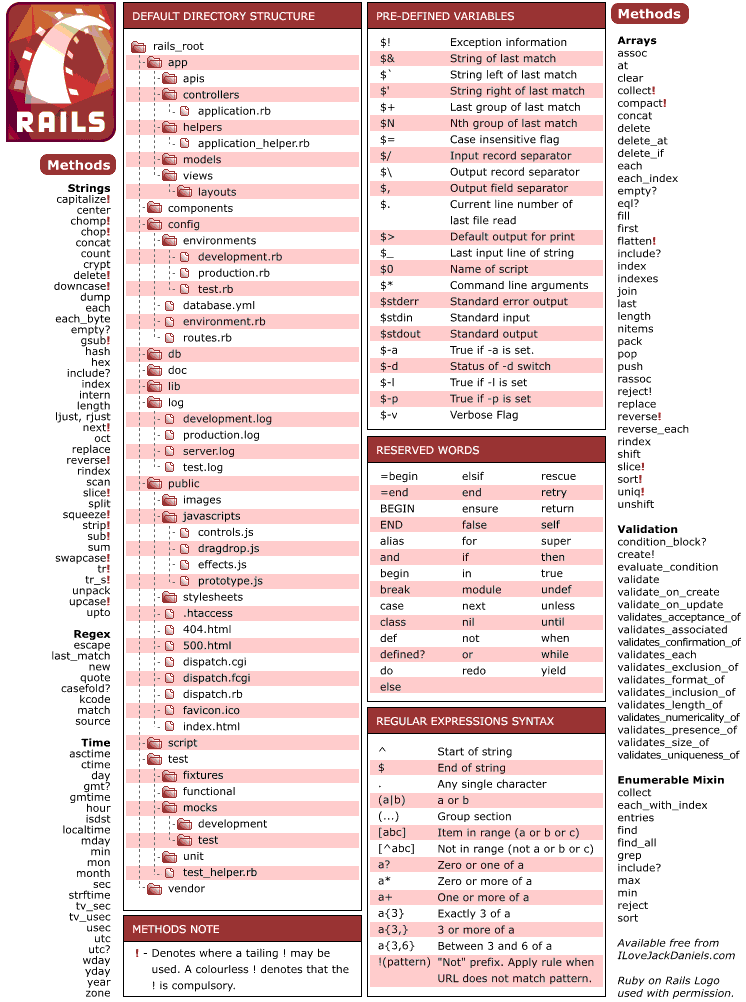 RAILS
Methods
Strings
capitalize!
center
chomp!
chop!
concat
count
crypt
delete!
downcase!
dump
each
each_byte
empty?
gsub!
hash
hex
include?
index
intern
length
ljust, rjust
next!
oct
replace
reverse!
rindex
scan
slice!
split
squeeze!
strip!
sub!
sum
swapcase!
tr!
tr_s!
unpack
upcase!
upto
Regex
escape
last_match
new
quote
casefold?
kcode
match
source
Time
asctime
ctime
day
gmt?
gmtime
hour
isdst
localtime
mday
min
mon
month
sec
strftime
tv_sec
tv_usec
usec
utc
utc?
wday
yday
year
zone
DEFAULT DIRECTORY STRUCTURE
rails_root
app
apis
controllers
application.rb
helpers
application_helper.rb
models
views
layouts
components
config
environments
development.rb
production.rb
test.rb
database.yml
environment.rb
routes.rb
db
doc
lib
log
development.log
production.log
server.log
test.log
public
images
javascripts
controls.js
dragdrop.js
effects.js
prototype.js
stylesheets
.htaccess
404.html
500.html
dispatch.cgi
dispatch.fcgi
dispatch.rb
favicon.ico
index.html
script
test
fixtures
functional
mocks
development
test
unit
test_helper.rb
vendor
METHODS NOTE
! - Denotes where a tailing ! may be
used. A colourless ! denotes that the
! is compulsory.
PRE-DEFINED VARIABLES
$! Exception information
$& String of last match
$` String left of last match
$' String right of last match
$+ Last group of last match
$N Nth group of last match
$= Case insensitive flag
$/ Input record separator
$\ Output record separator
$, Output field separator
$. Current line number of
last file read
$> Default output for print
$_ Last input line of string
$0 Name of script
$* Command line arguments
$stderr Standard error output
$stdin Standard input
$stdout Standard output
$-a True if -a is set.
$-d Status of -d switch
$-l True if -l is set
$-p True if -p is set
$-v Verbose Flag
RESERVED WORDS
=begin elsif rescue
=end end retry
BEGIN ensure return
END false self
alias for super
and if then
begin in true
break module undef
case next unless
class nil until
def not when
defined? or while
do redo yield
else
REGULAR EXPRESSIONS SYNTAX
^ Start of string
$ End of string
. Any single character
(a|b) a or b
(...) Group section
[abc] Item in range (a or b or c)
[^abc] Not in range (not a or b or c)
a? Zero or one of a
a* Zero or more of a
a+ One or more of a
a{3} Exactly 3 of a
a{3,} 3 or more of a
a{3,6} Between 3 and 6 of a
!(pattern) "Not" prefix. Apply rule when
URL does not match pattern.
Methods
Arrays
assoc
at
clear
collect!
compact!
concat
delete
delete_at
delete_if
each
each_index
empty?
eql?
fill
first
flatten!
include?
index
indexes
join
last
length
nitems
pack
pop
push
rassoc
reject!
replace
reverse!
reverse_each
rindex
shift
slice!
sort!
uniq!
unshift
Validation
condition_block?
create!
evaluate_condition
validate
validate_on_create
validate_on_update
validates_acceptance_of
validates_associated
validates_confirmation_of
validates_each
validates_exclusion_of
validates_format_of
validates_inclusion_of
validates_length_of
validates_numericality_of
validates_presence_of
validates_size_of
validates_uniqueness_of
Enumerable Mixin
collect
each_with_index
entries
find
find_all
grep
include?
max
min
reject
sort
Available free from
ILoveJackDaniels.com
Ruby on Rails Logo
used with permission.